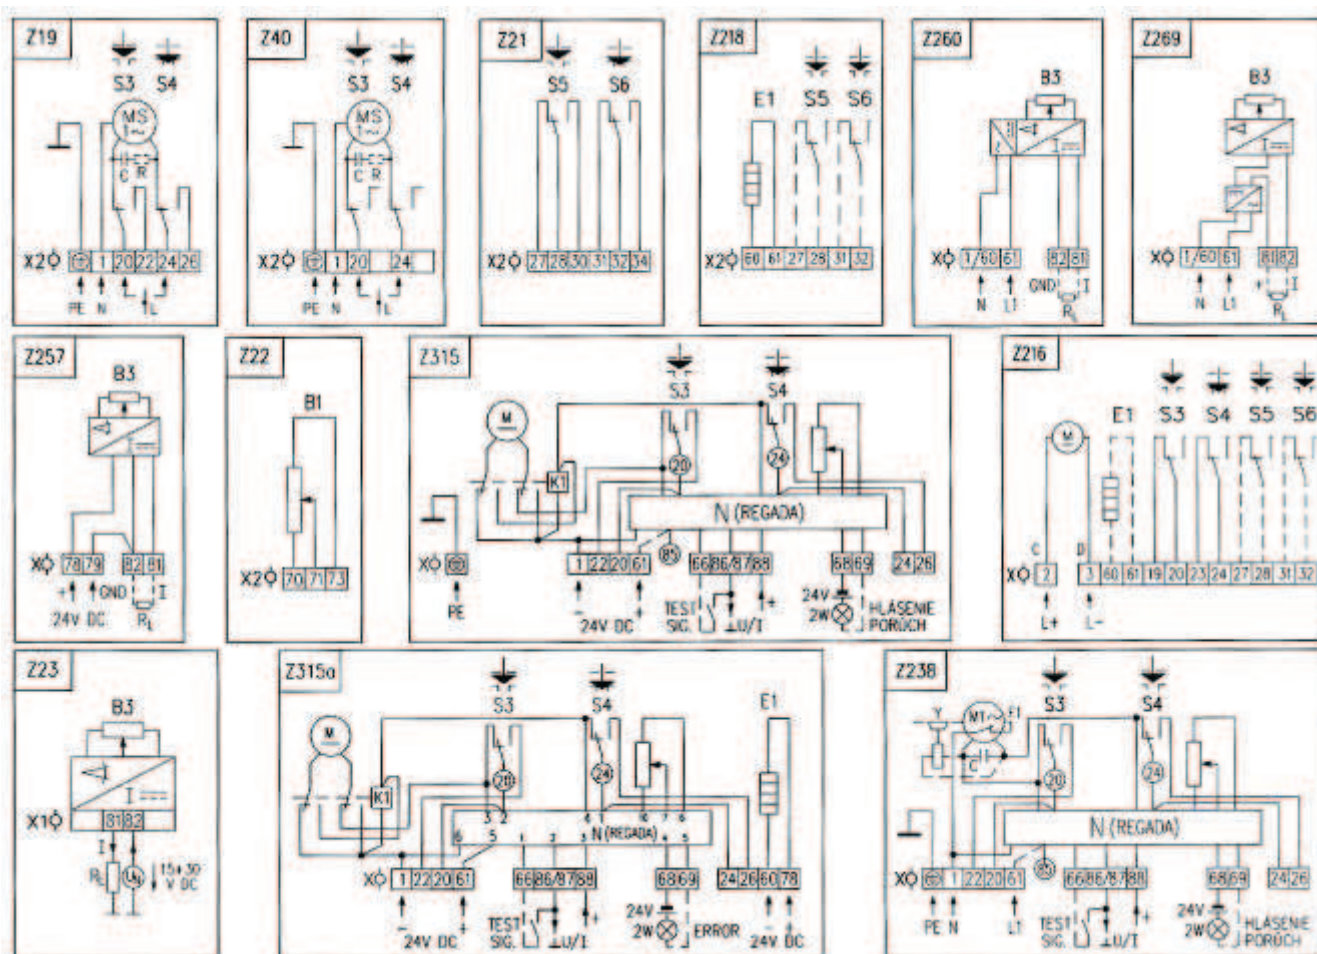 Z19
S3 S4
MS
1~
C R
X2 1 20 22 24 26
PE N L
Z40
S3 S4
MS
1~
C R
X2 1 20 24
PE N L
Z21
S5 S6
X2 27 28 30 31 32 34
Z218
S5 S6
E1
X2 60 61 27 28 31 32
Z260
B3
I
X 1/60 61 82 81
N L1 GND I
RL
Z269
B3
I
X 1/60 61 81 82
N L1 + I
RL
Z257
B3
I
X 78 79 82 81
+ GND I
24V DC RL
Z22
B1
X2 70 71 73
Z315
S3 S4
M
20 24
K1
N (REGADA)
85
X 1 22 20 61 66 86/87 88 68 69 24 26
PE
- +
24V DC
TEST
SIG.
⊥U/I
+
24V
2W
HLÁSENIE
PORÚCH
Z216
S3 S4 S5 S6
E1
M
C D
X 2 3 60 61 19 20 23 24 27 28 31 32
L+ L-
Z23
B3
I
X1 81 82
I
RL
UN
15÷30
V DC
Z315a
S3 S4
E1
M
20 24
K1
N (REGADA)
X 1 22 20 61 66 86/87 88 68 69 24 26 60 78
- +
24V DC
TEST
SIG.
⊥U/I
+
24V
2W
ERROR
- +
24V DC
Z238
S3 S4
Y M1~ F1
C
20 24
N (REGADA)
85
X 1 22 20 61 66 86/87 88 68 69 24 26
PE N L1
TEST
SIG.
⊥U/I
+
24V
2W
HLÁSENIE
PORÚCH